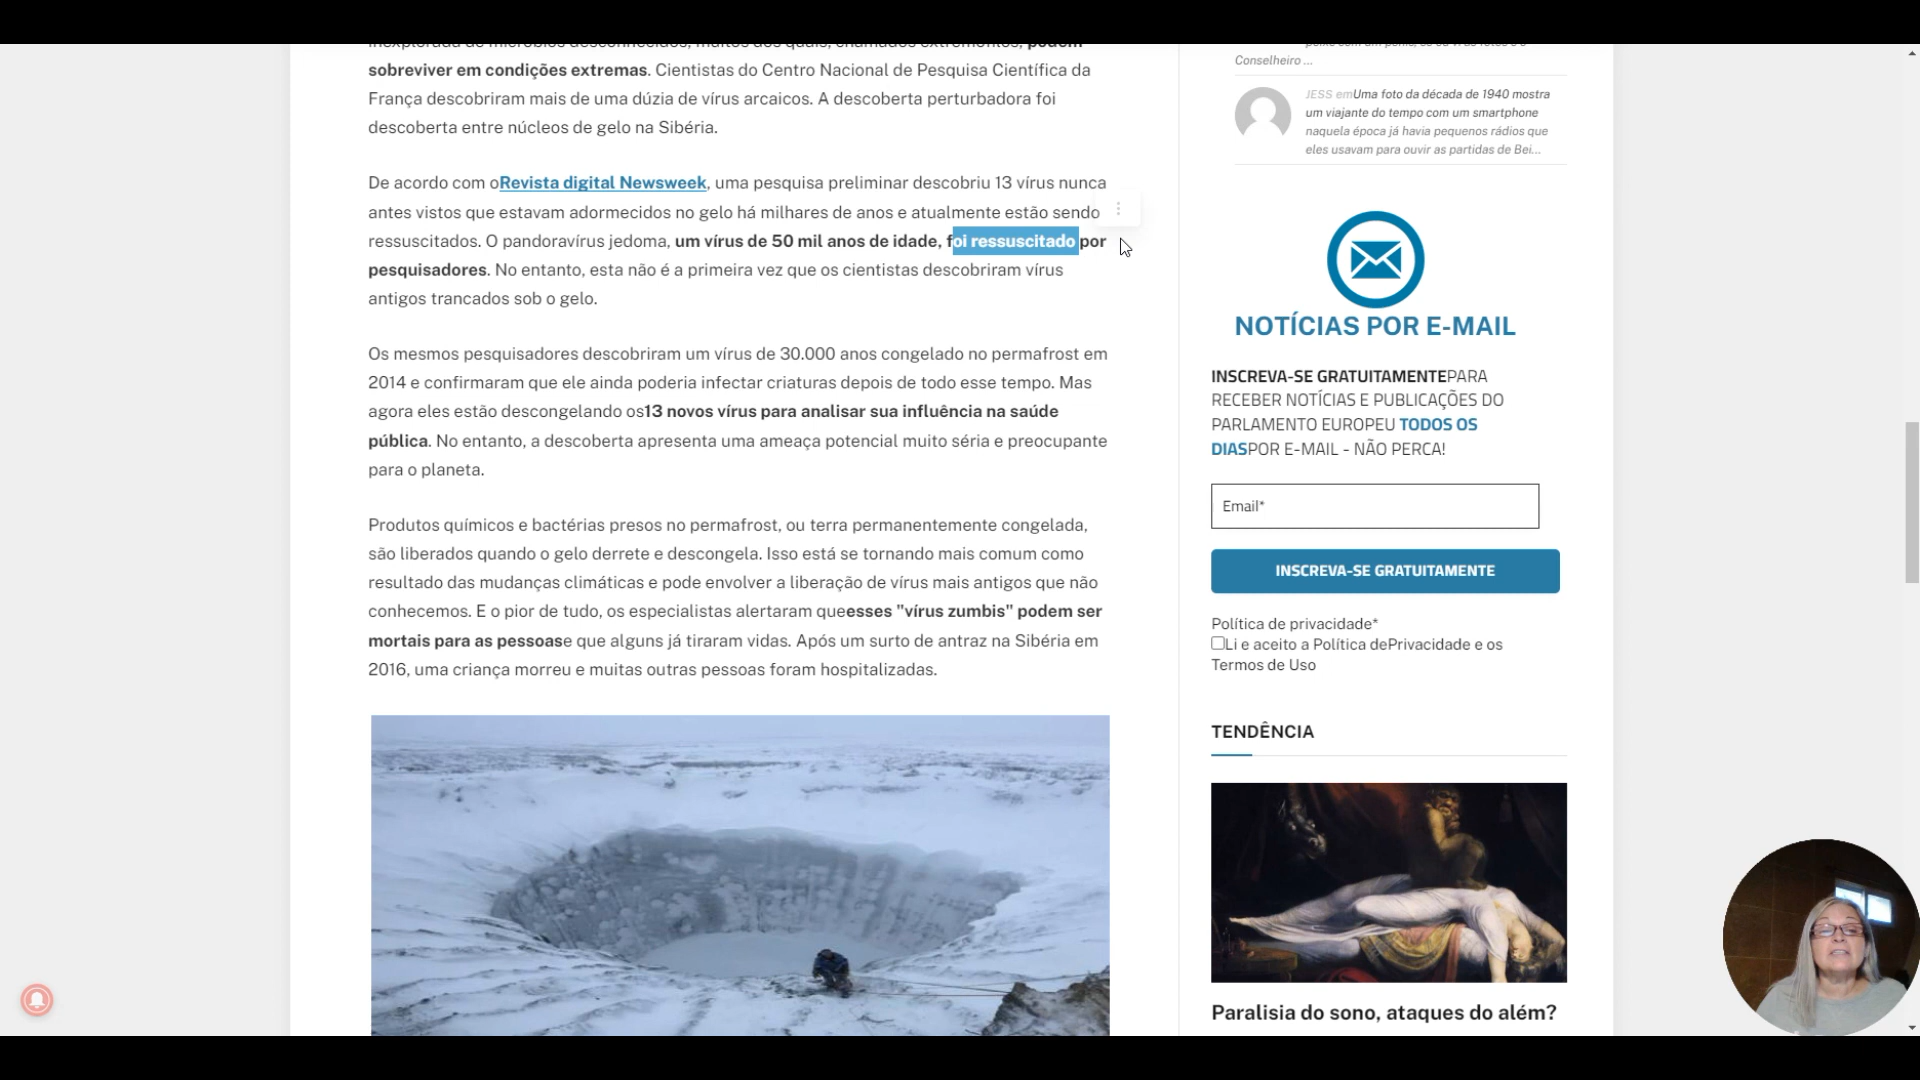 sobreviver em condições extremas. Cientistas do Centro Nacional de Pesquisa Científica da
França descobriram mais de uma dúzia de vírus arcaicos. A descoberta perturbadora foi
descoberta entre núcleos de gelo na Sibéria.
De acordo com oRevista digital Newsweek, uma pesquisa preliminar descobriu 13 vírus nunca
antes vistos que estavam adormecidos no gelo há milhares de anos e atualmente estão sendo
ressuscitados. O pandoravírus jedoma, um vírus de 50 mil anos de idade, foi ressuscitado por
pesquisadores. No entanto, esta não é a primeira vez que os cientistas descobriram vírus
antigos trancados sob o gelo.
Os mesmos pesquisadores descobriram um vírus de 30.000 anos congelado no permafrost em
2014 e confirmaram que ele ainda poderia infectar criaturas depois de todo esse tempo. Mas
agora eles estão descongelando os13 novos vírus para analisar sua influência na saúde
pública. No entanto, a descoberta apresenta uma ameaça potencial muito séria e preocupante
para o planeta.
Produtos químicos e bactérias presos no permafrost, ou terra permanentemente congelada,
são liberados quando o gelo derrete e descongela. Isso está se tornando mais comum como
resultado das mudanças climáticas e pode envolver a liberação de vírus mais antigos que não
conhecemos. E o pior de tudo, os especialistas alertaram queesses "vírus zumbis" podem ser
mortais para as pessoase que alguns já tiraram vidas. Após um surto de antraz na Sibéria em
2016, uma criança morreu e muitas outras pessoas foram hospitalizadas.
Conselheiro ...
JESS emUma foto da década de 1940 mostra
um viajante do tempo com um smartphone
naquela época já havia pequenos rádios que
eles usavam para ouvir as partidas de Bei...
NOTÍCIAS POR E-MAIL
INSCREVA-SE GRATUITAMENTEPARA
RECEBER NOTÍCIAS E PUBLICAÇÕES DO
PARLAMENTO EUROPEU TODOS OS
DIASPOR E-MAIL - NÃO PERCA!
Email*
INSCREVA-SE GRATUITAMENTE
Política de privacidade*
Li e aceito a Política dePrivacidade e os
Termos de Uso
TENDÊNCIA
Paralisia do sono, ataques do além?